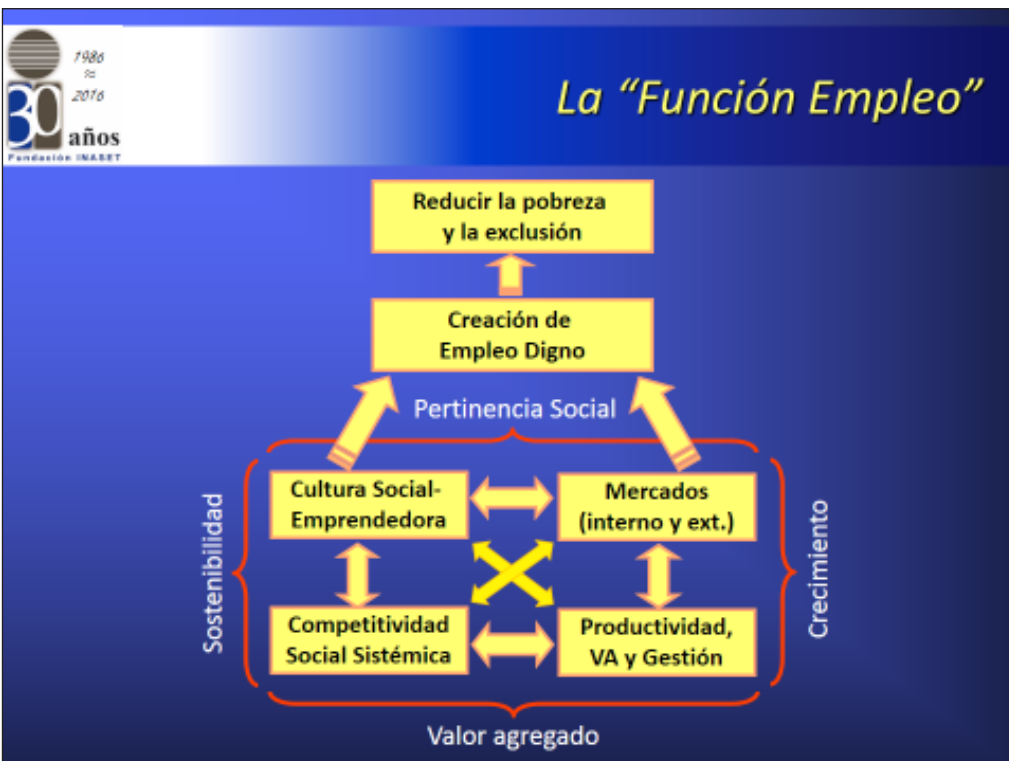 1986
≈
2016
30
años
Fundación INASET
La “Función Empleo”
Reducir la pobreza
y la exclusión
Creación de
Empleo Digno
Pertinencia Social
Cultura Social-
Emprendedora
Mercados
(interno y ext.)
Sostenibilidad
Crecimiento
Competitividad
Social Sistémica
Productividad,
VA y Gestión
Valor agregado